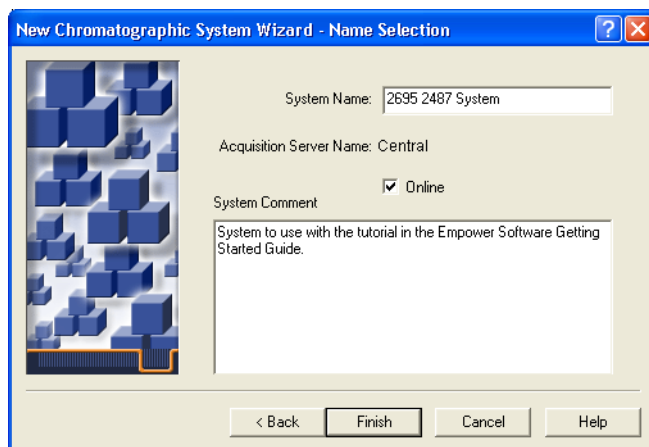 New Chromatographic System Wizard - Name Selection
System Name: 2695 2487 System
Acquisition Server Name: Central
Online
System Comment
System to use with the tutorial in the Empower Software Getting
Started Guide.
< Back Finish Cancel Help